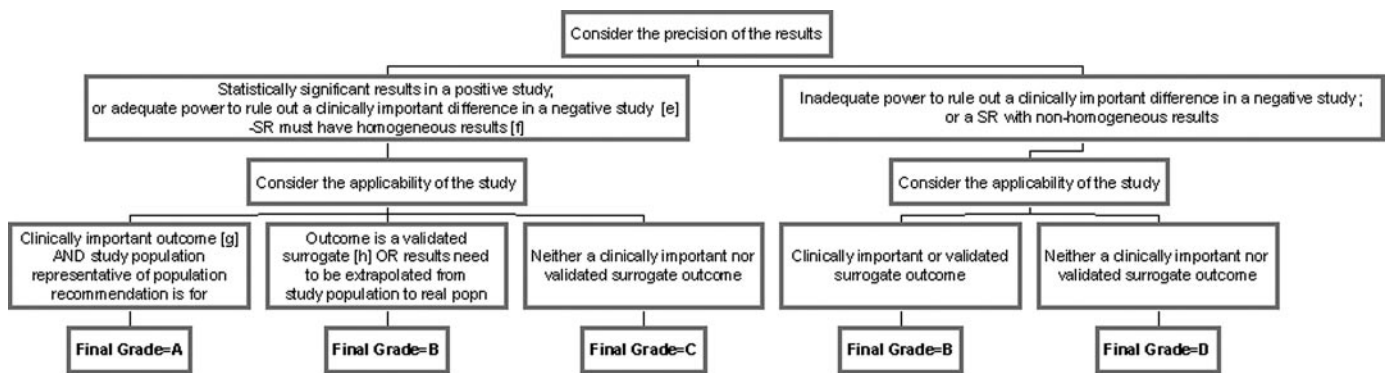 Consider the precision of the results
Statistically significant results in a positive study;
or adequate power to rule out a clinically important difference in a negative study [e]
-SR must have homogeneous results [f]
Inadequate power to rule out a clinically important difference in a negative study ;
or a SR with non-homogeneous results
Consider the applicability of the study
Consider the applicability of the study
Clinically important outcome [g]
AND study population
representative of population
recommendation is for
Outcome is a validated
surrogate [h] OR results need
to be extrapolated from
study population to real popn
Neither a clinically important nor
validated surrogate outcome
Clinically important or validated
surrogate outcome
Neither a clinically important nor
validated surrogate outcome
Final Grade=A
Final Grade=B
Final Grade=C
Final Grade=B
Final Grade=D